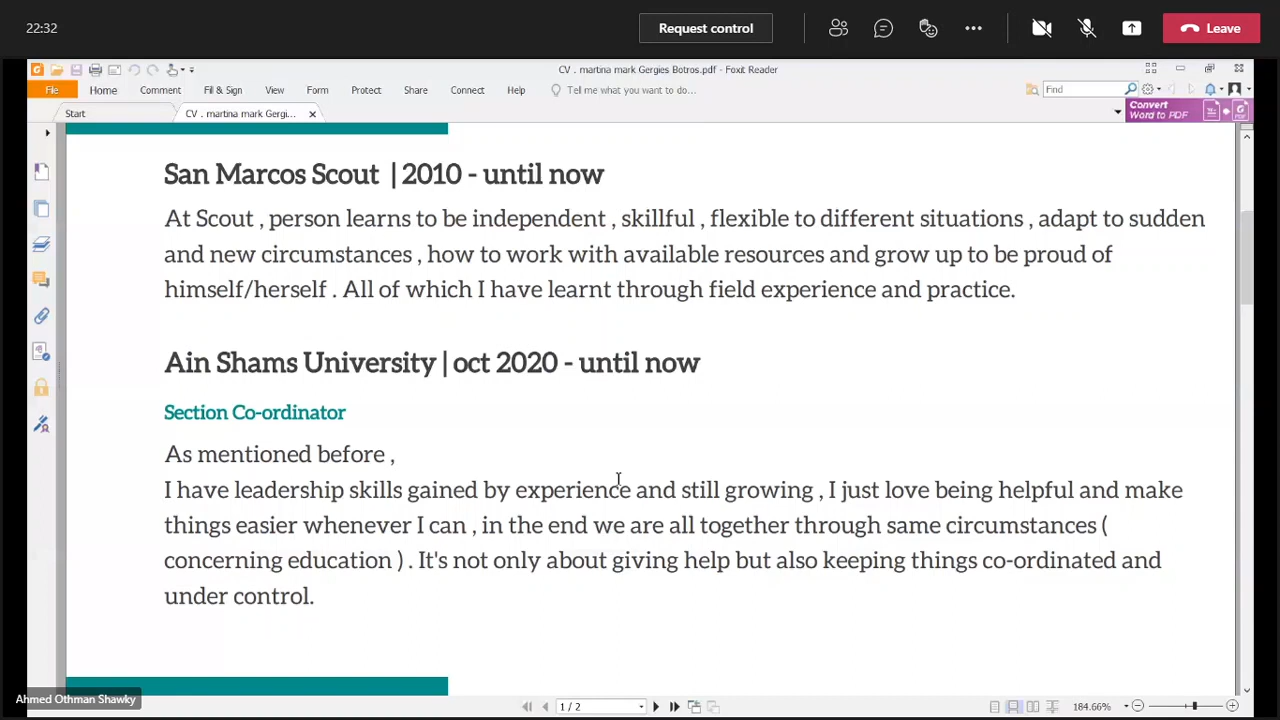 22:32
Request control
Leave
CV . martina mark Gergies Botros.pdf - Foxit Reader
File Home Comment Fill & Sign View Form Protect Share Connect Help Tell me what you want to do... Find
Start CV . martina mark Gergies Botr... Convert Word to PDF
San Marcos Scout | 2010 - until now
At Scout , person learns to be independent , skillful , flexible to different situations , adapt to sudden
and new circumstances , how to work with available resources and grow up to be proud of
himself/herself . All of which I have learnt through field experience and practice.
Ain Shams University | oct 2020 - until now
Section Co-ordinator
As mentioned before ,
I have leadership skills gained by experience and still growing , I just love being helpful and make
things easier whenever I can , in the end we are all together through same circumstances (
concerning education ) . It's not only about giving help but also keeping things co-ordinated and
under control.
Ahmed Othman Shawky
1 / 2
184.66%